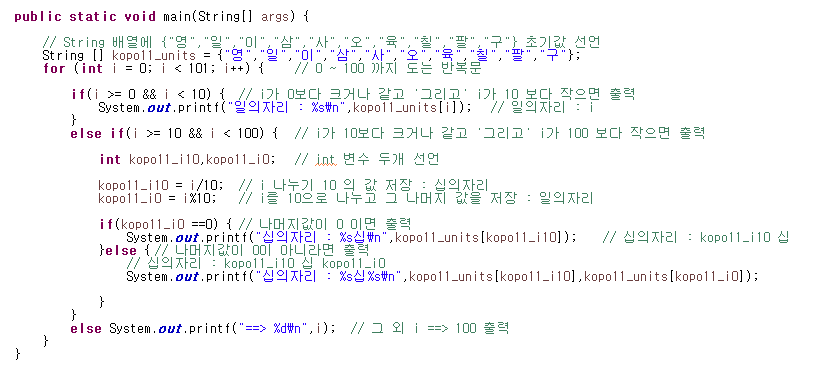 public static void main(String[] args) {
// String 배열에 {"영","일","이","삼","사","오","육","칠","팔","구"} 초기값 선언
String [] kopo11_units = {"영","일","이","삼","사","오","육","칠","팔","구"};
for (int i = 0; i < 101; i++) {    // 0 ~ 100 까지 도는 반복문
if(i >= 0 && i < 10) {  // i가 0보다 크거나 같고 '그리고' i가 10 보다 작으면 출력
System.out.printf("일의자리 : %s\n",kopo11_units[i]);   // 일의자리 : i
}
else if(i >= 10 && i < 100) {  // i가 10보다 크거나 같고 '그리고' i가 100 보다 작으면 출력
int kopo11_i10,kopo11_i0;   // int 변수 두개 선언
kopo11_i10 = i/10;  // i 나누기 10 의 값 저장 : 십의자리
kopo11_i0 = i%10;   // i를 10으로 나누고 그 나머지 값을 저장 : 일의자리
if(kopo11_i0 ==0) { // 나머지값이 0 이면 출력
System.out.printf("십의자리 : %s십\n",kopo11_units[kopo11_i10]);    // 십의자리 : kopo11_i10 십
}else { // 나머지값이 0이 아니라면 출력
// 십의자리 : kopo11_i10 십 kopo11_i0
System.out.printf("십의자리 : %s십%s\n",kopo11_units[kopo11_i10],kopo11_units[kopo11_i0]);
}
}
else System.out.printf("==> %d\n",i);  // 그 외 i ==> 100 출력
}
}